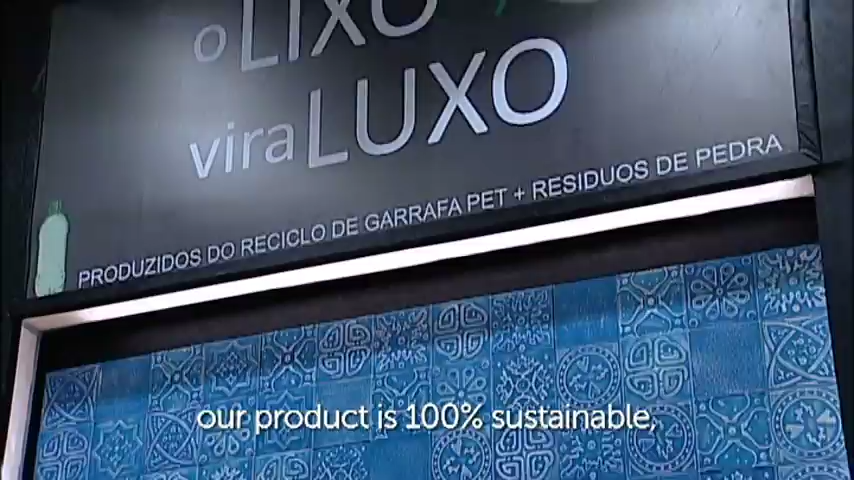 o LIXO
vira LUXO
PRODUZIDOS DO RECICLO DE GARRAFA PET + RESIDUOS DE PEDRA
our product is 100% sustainable,